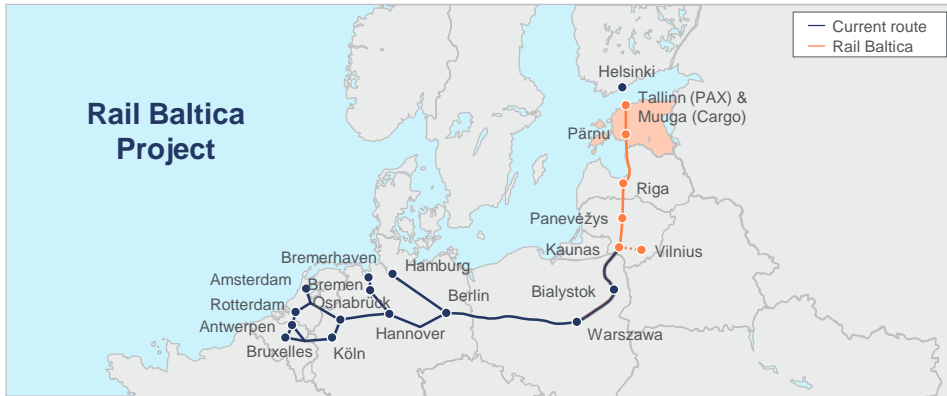 Current route
Rail Baltica
Rail Baltica
Project
Helsinki
Tallinn (PAX) &
Muuga (Cargo)
Pärnu
Riga
Panevėžys
Kaunas
Vilnius
Bremerhaven
Hamburg
Amsterdam
Bremen
Bialystok
Rotterdam
Osnabrück
Berlin
Antwerpen
Hannover
Warszawa
Bruxelles
Köln